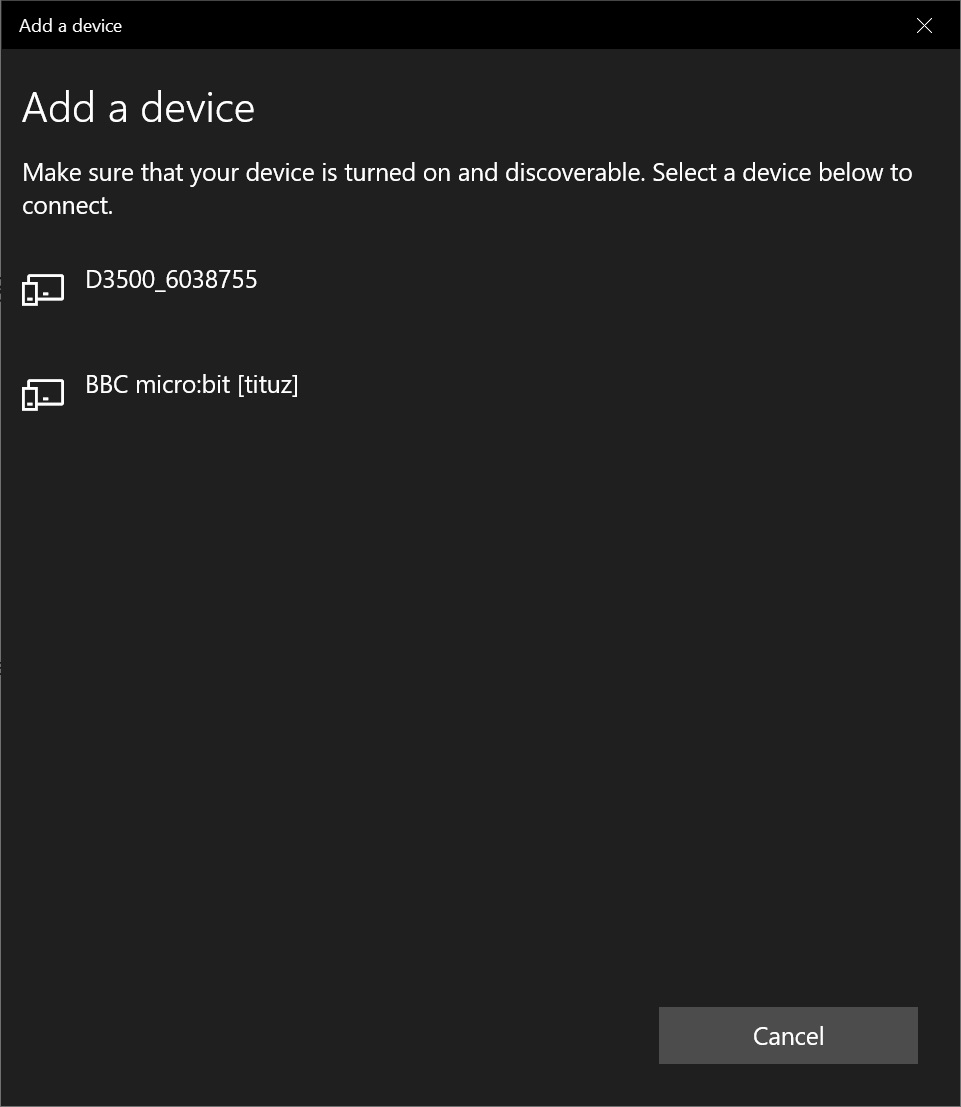 Add a device
Add a device
Make sure that your device is turned on and discoverable. Select a device below to
connect.
D3500_6038755
BBC micro:bit [tituz]
Cancel